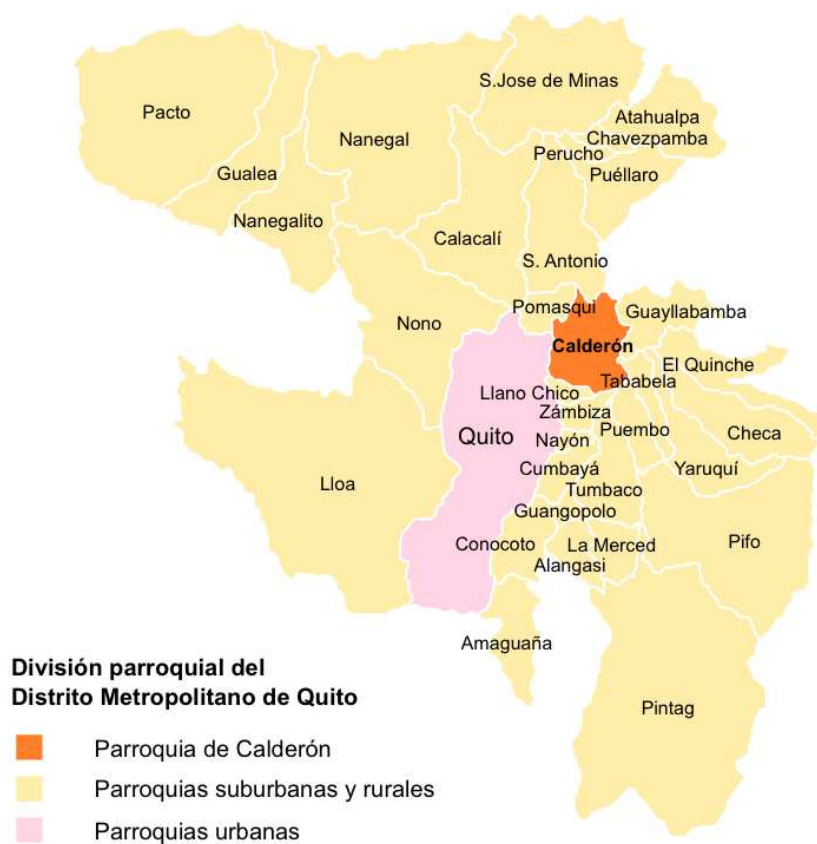 S.Jose de Minas
Pacto
Atahualpa
Nanegal
Chavezpamba
Perucho
Gualea
Puéllaro
Nanegalito
Calacalí
S. Antonio
Pomasqui
Guayllabamba
Nono
Calderón
El Quinche
Tababela
Llano Chico
Zámbiza
Quito
Nayón
Puembo
Checa
Cumbayá
Yaruquí
Lloa
Tumbaco
Guangopolo
Conocoto
La Merced
Pifo
Alangasi
Amaguaña
Pintag
División parroquial del
Distrito Metropolitano de Quito
Parroquia de Calderón
Parroquias suburbanas y rurales
Parroquias urbanas